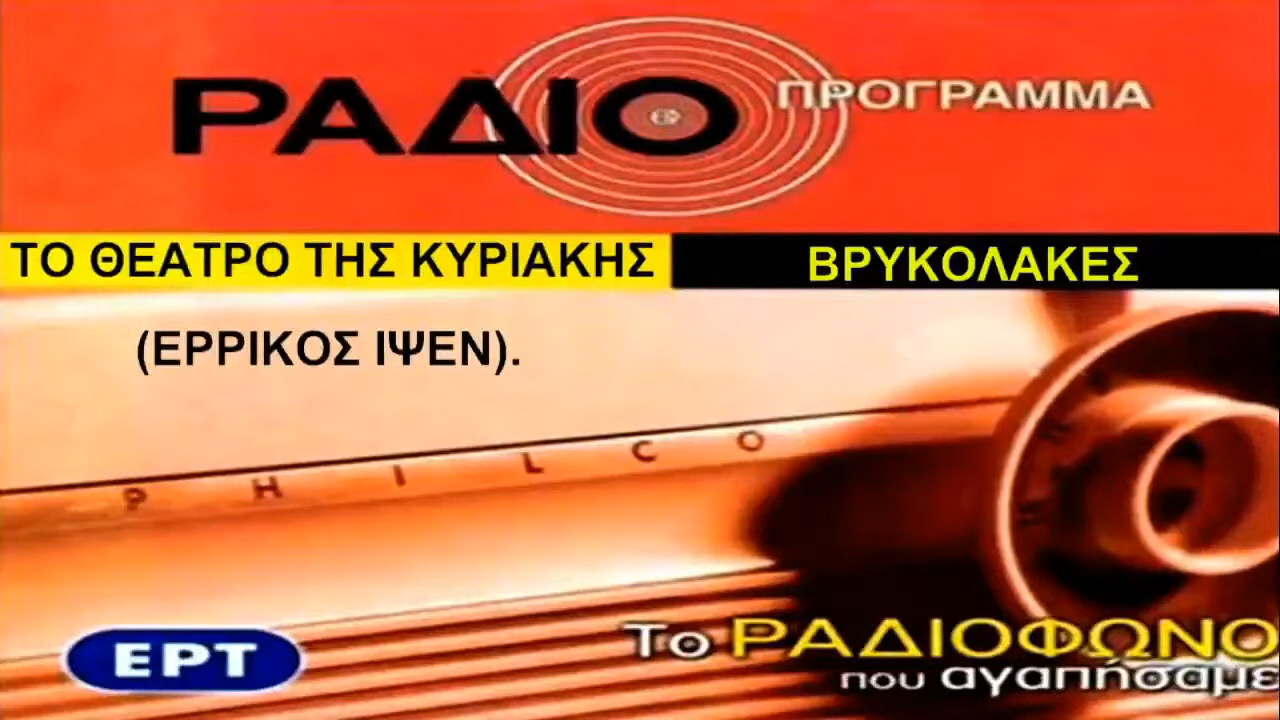 ΡΑΔΙΟ
ΠΡΟΓΡΑΜΜΑ
ΤΟ ΘΕΑΤΡΟ ΤΗΣ ΚΥΡΙΑΚΗΣ
ΒΡΥΚΟΛΑΚΕΣ
(ΕΡΡΙΚΟΣ ΙΨΕΝ).
PHILCO
Το ΡΑΔΙΟΦΩΝΟ
που αγαπήσαμε
ΕΡΤ